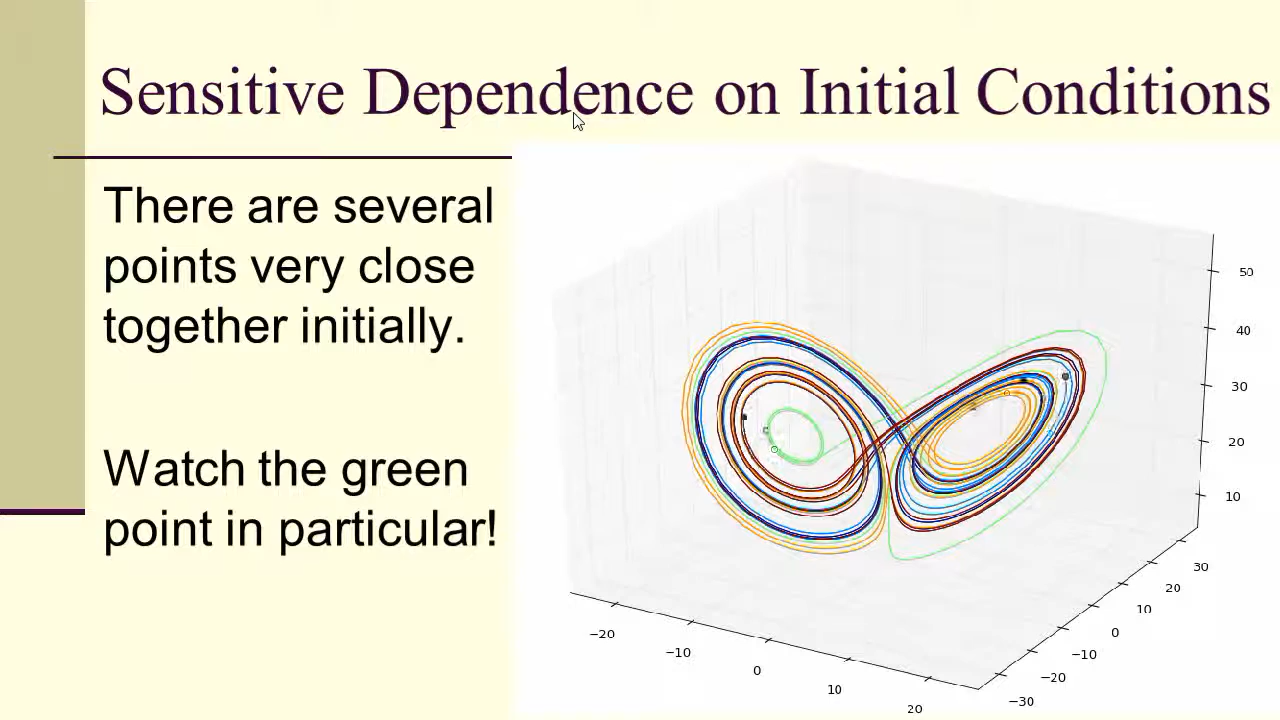 Sensitive Dependence on Initial Conditions
There are several
points very close
together initially.
Watch the green
point in particular!
50
40
30
20
10
30
20
10
0
−10
−20
−30
−20
−10
0
10
20